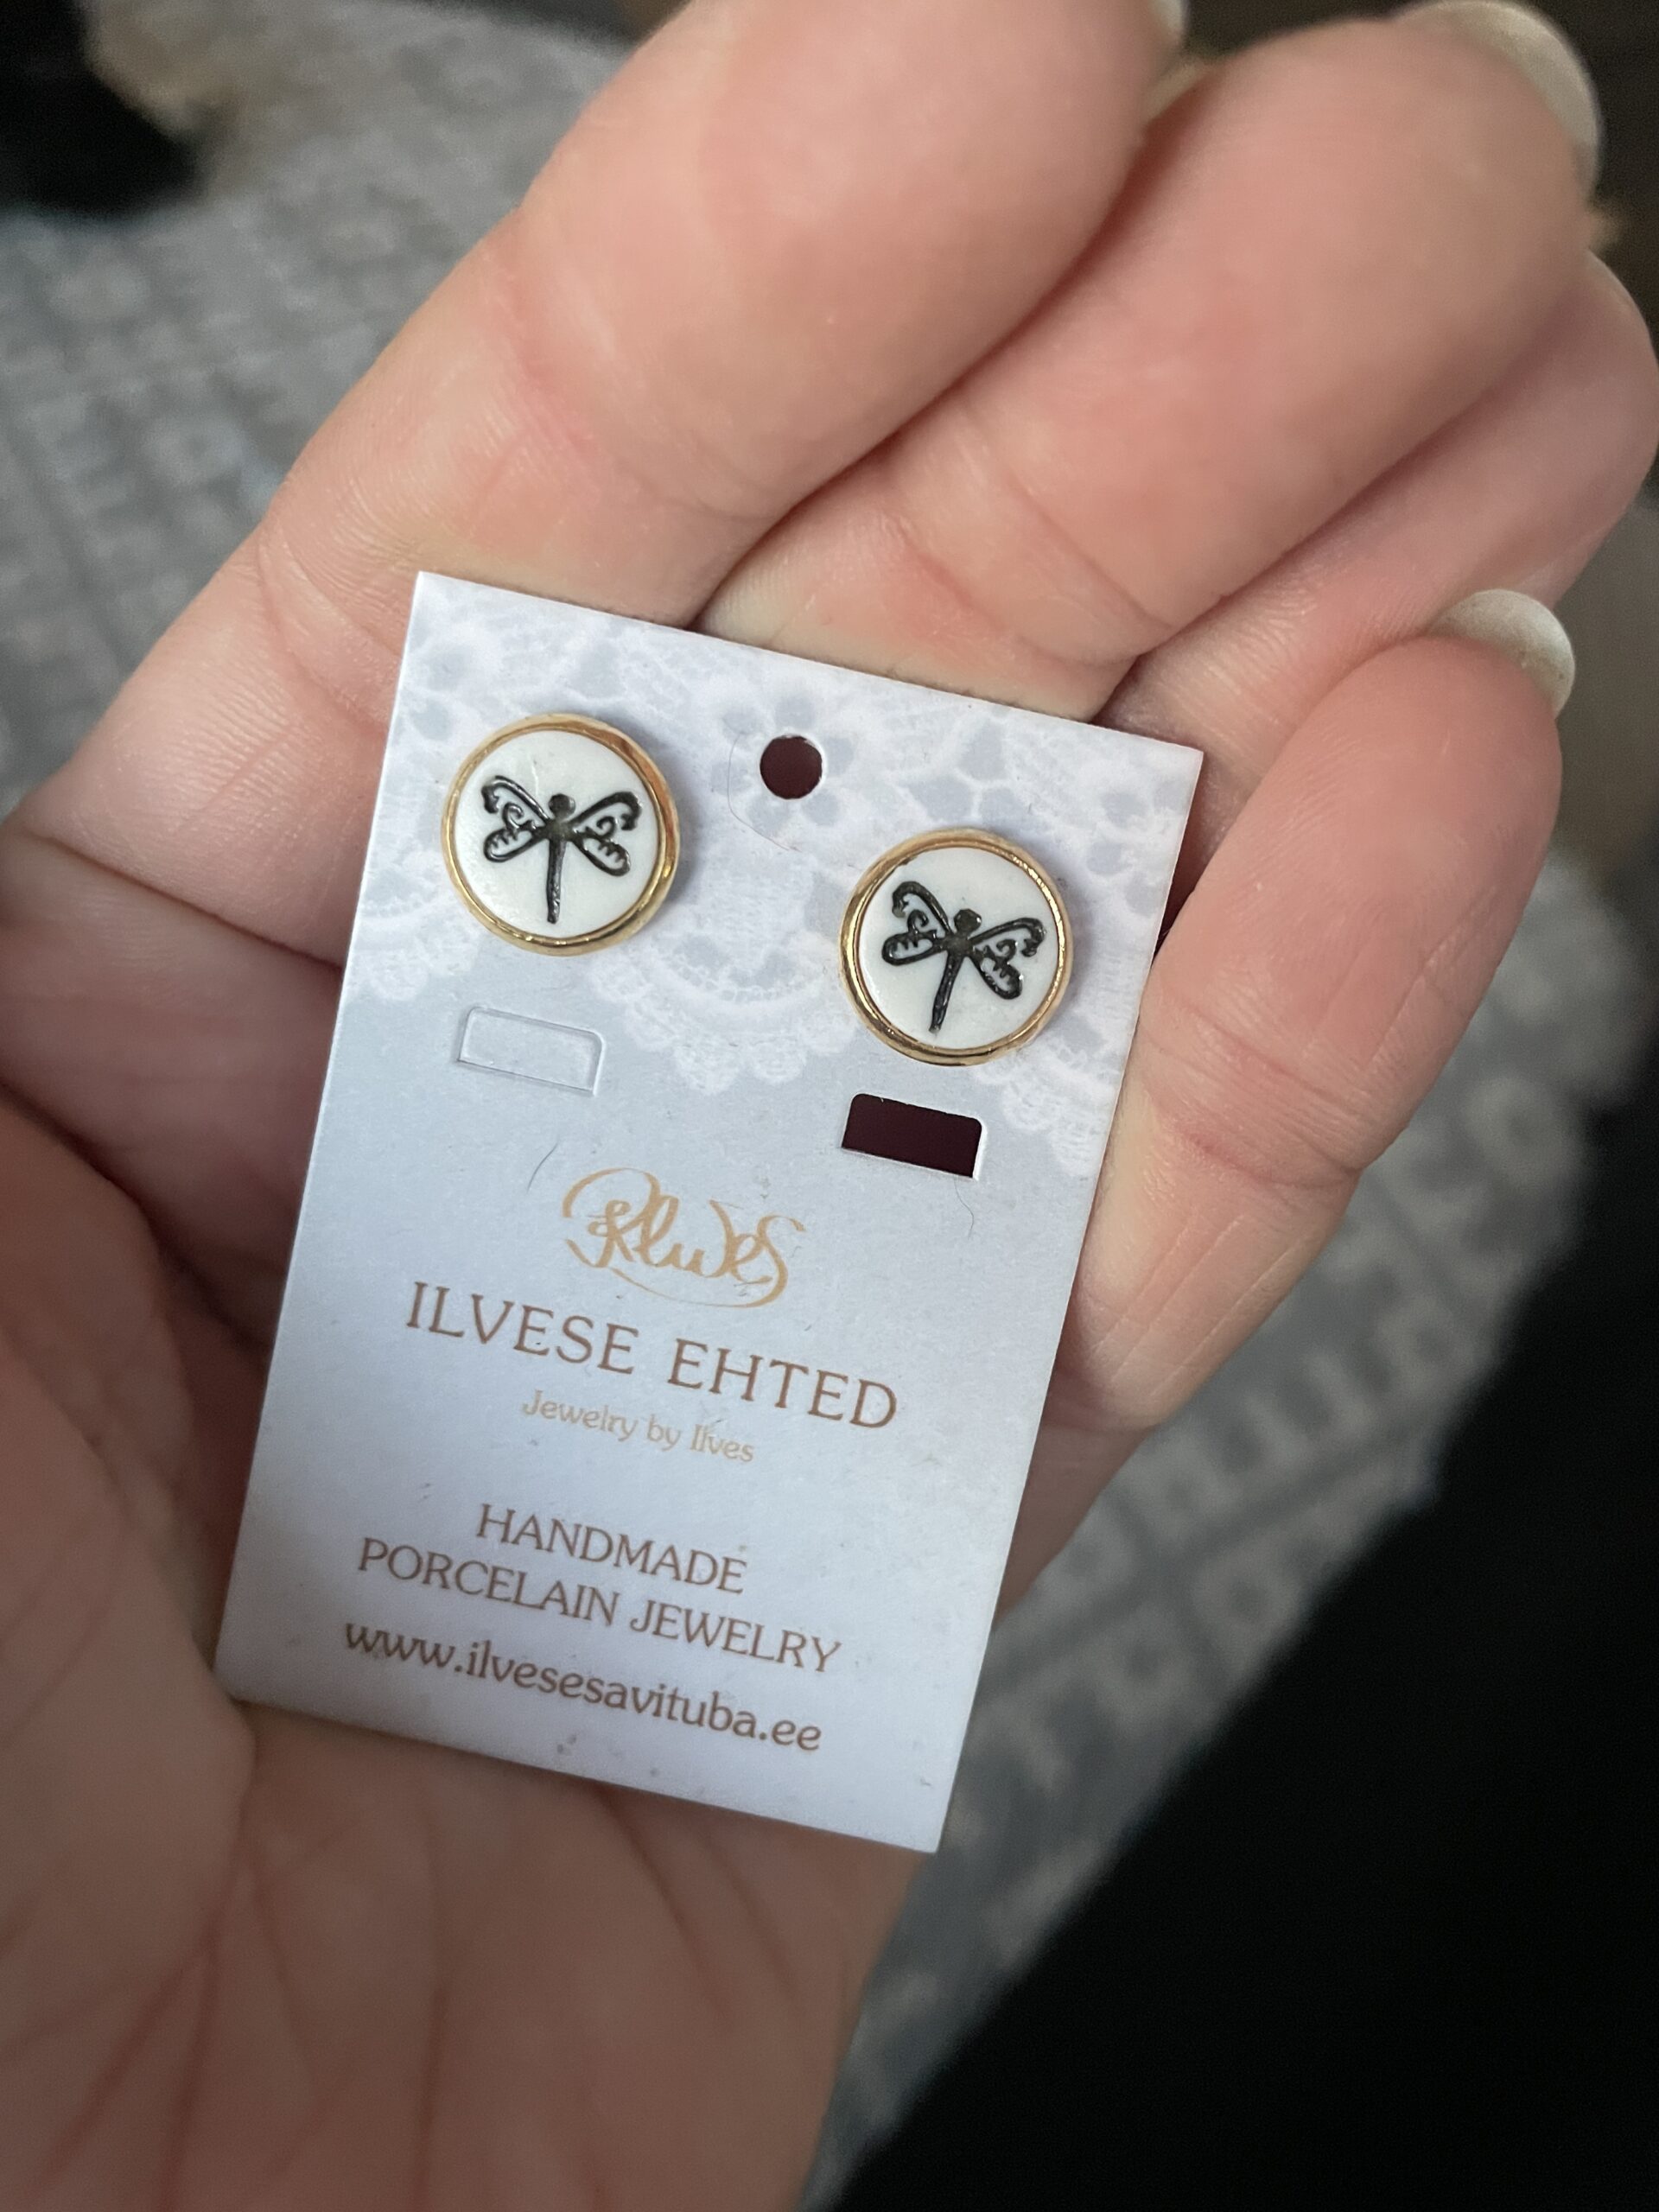 Ilves
ILVESE EHTED
Jewelry by Ilves
HANDMADE
PORCELAIN JEWELRY
www.ilvesesavituba.ee